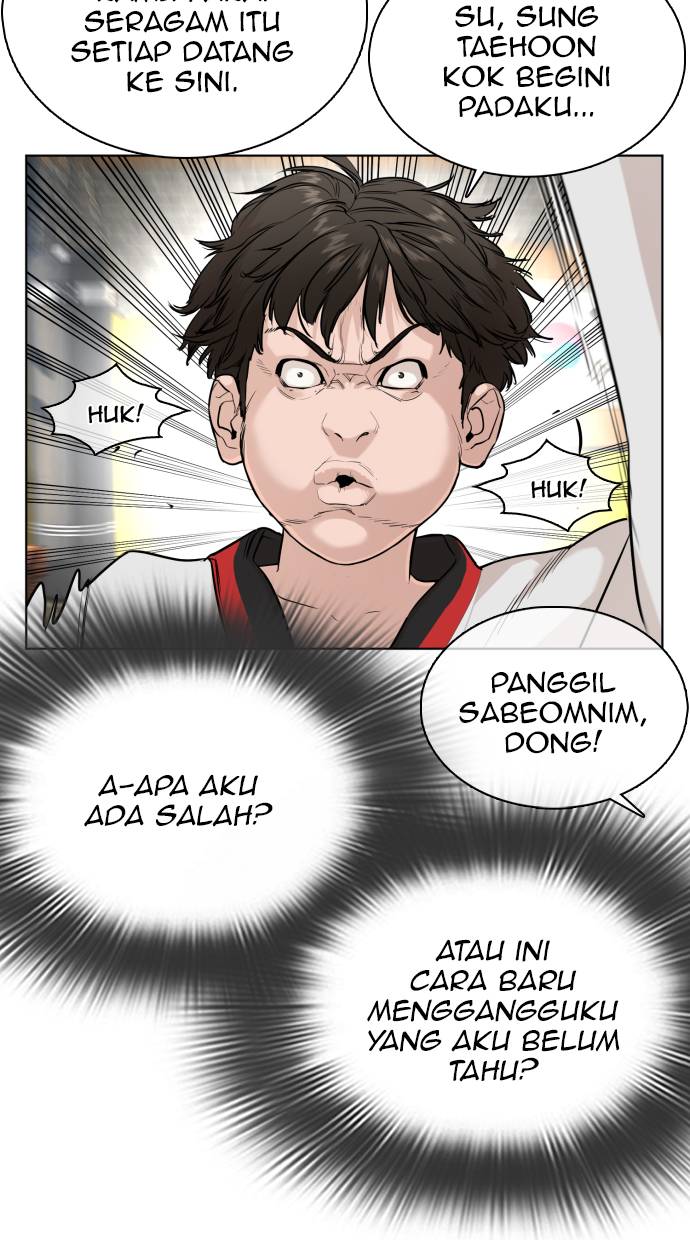 SERAGAM ITU
SETIAP DATANG
KE SINI.
SU, SUNG
TAEHOON
KOK BEGINI
PADAKU...
HUK!
HUK!
PANGGIL
SABEOMNIM,
DONG!
A-APA AKU
ADA SALAH?
ATAU INI
CARA BARU
MENGGANGGUKU
YANG AKU BELUM
TAHU?